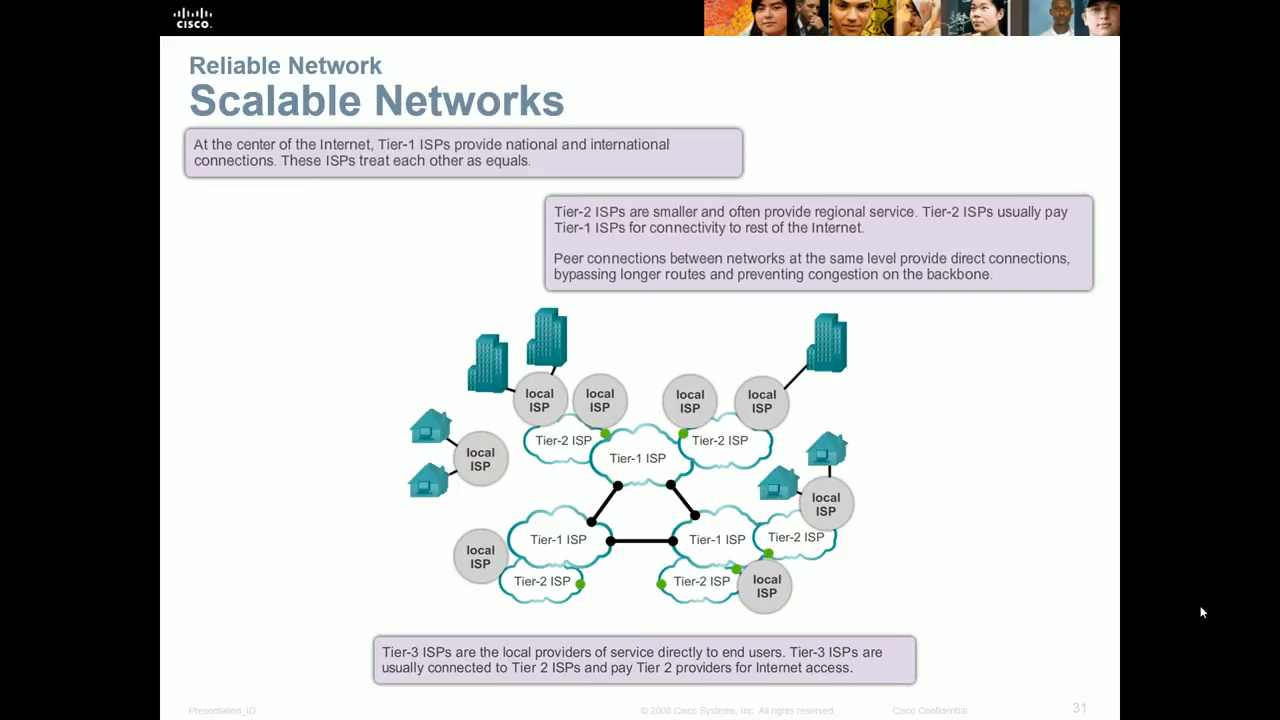 CISCO.
Reliable Network
Scalable Networks
At the center of the Internet, Tier-1 ISPs provide national and international
connections. These ISPs treat each other as equals.
Tier-2 ISPs are smaller and often provide regional service. Tier-2 ISPs usually pay
Tier-1 ISPs for connectivity to rest of the Internet.
Peer connections between networks at the same level provide direct connections,
bypassing longer routes and preventing congestion on the backbone.
local
ISP
local
ISP
local
ISP
local
ISP
Tier-2 ISP
Tier-1 ISP
Tier-2 ISP
local
ISP
local
ISP
local
ISP
Tier-1 ISP
Tier-1 ISP
Tier-2 ISP
Tier-2 ISP
Tier-2 ISP
local
ISP
Tier-3 ISPs are the local providers of service directly to end users. Tier-3 ISPs are
usually connected to Tier 2 ISPs and pay Tier 2 providers for Internet access.
Presentation_ID
© 2008 Cisco Systems, Inc. All rights reserved.
Cisco Confidential
31